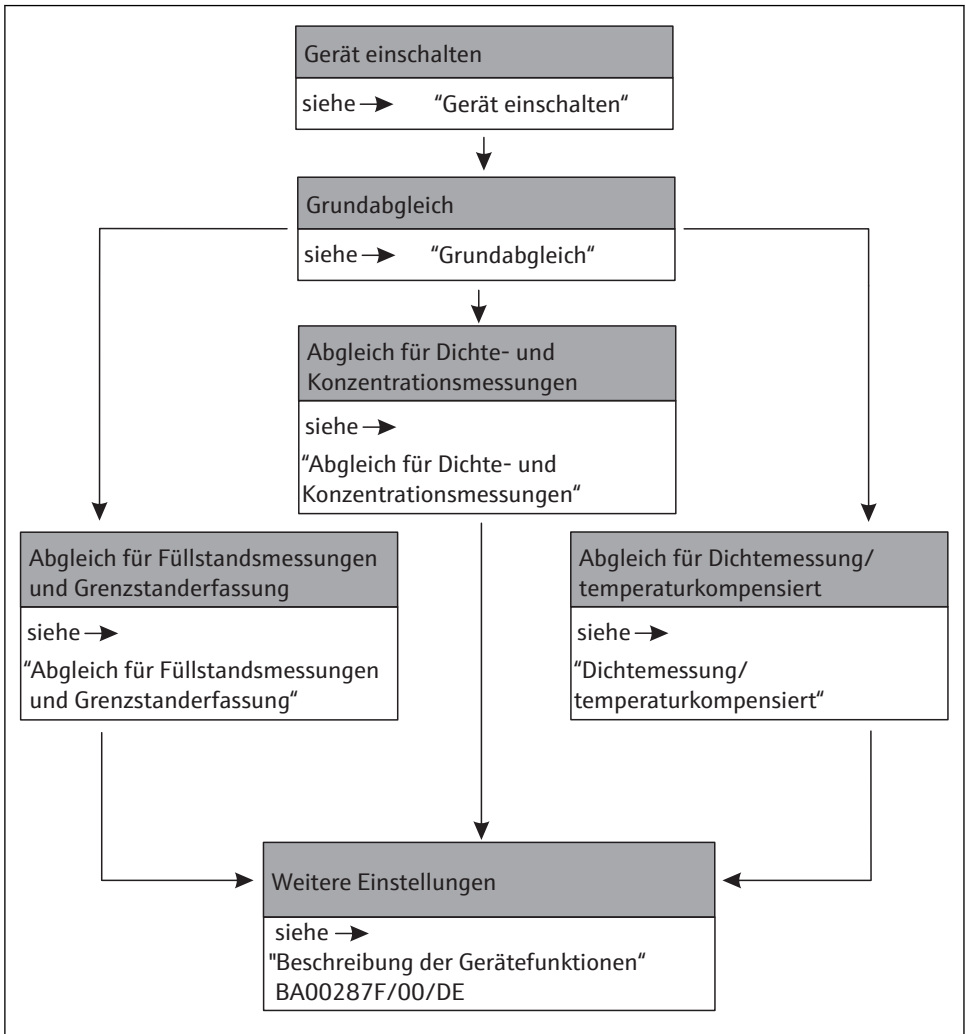 Gerät einschalten
siehe → “Gerät einschalten“
Grundabgleich
siehe → “Grundabgleich“
Abgleich für Dichte- und
Konzentrationsmessungen
siehe →
“Abgleich für Dichte- und
Konzentrationsmessungen“
Abgleich für Füllstandsmessungen
und Grenzstanderfassung
siehe →
“Abgleich für Füllstandsmessungen
und Grenzstanderfassung“
Abgleich für Dichtemessung/
temperaturkompensiert
siehe →
“Dichtemessung/
temperaturkompensiert“
Weitere Einstellungen
siehe →
"Beschreibung der Gerätefunktionen“
BA00287F/00/DE